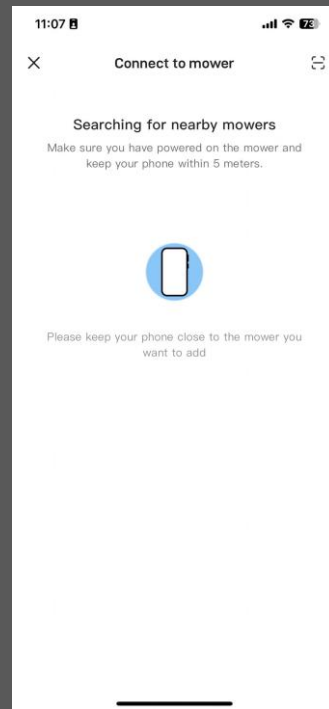 11:07
73
Connect to mower
Searching for nearby mowers
Make sure you have powered on the mower and
keep your phone within 5 meters.
Please keep your phone close to the mower you
want to add